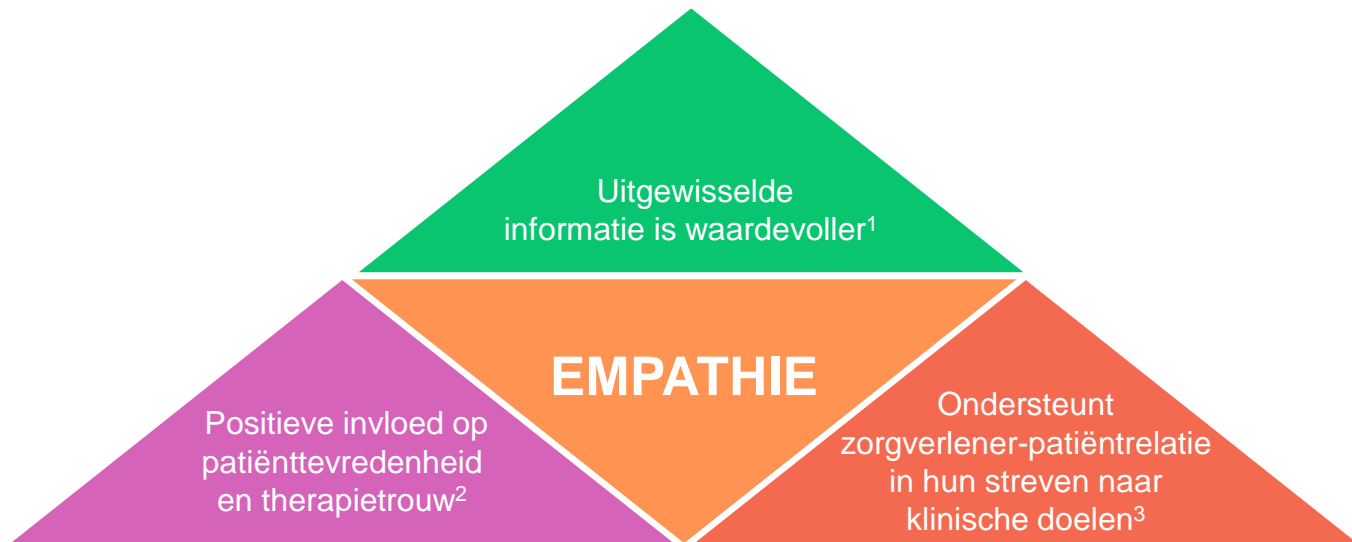 Uitgewisselde
informatie is waardevoller¹
EMPATHIE
Positieve invloed op
patiënttevredenheid
en therapietrouw²
Ondersteunt
zorgverlener-patiëntrelatie
in hun streven naar
klinische doelen³